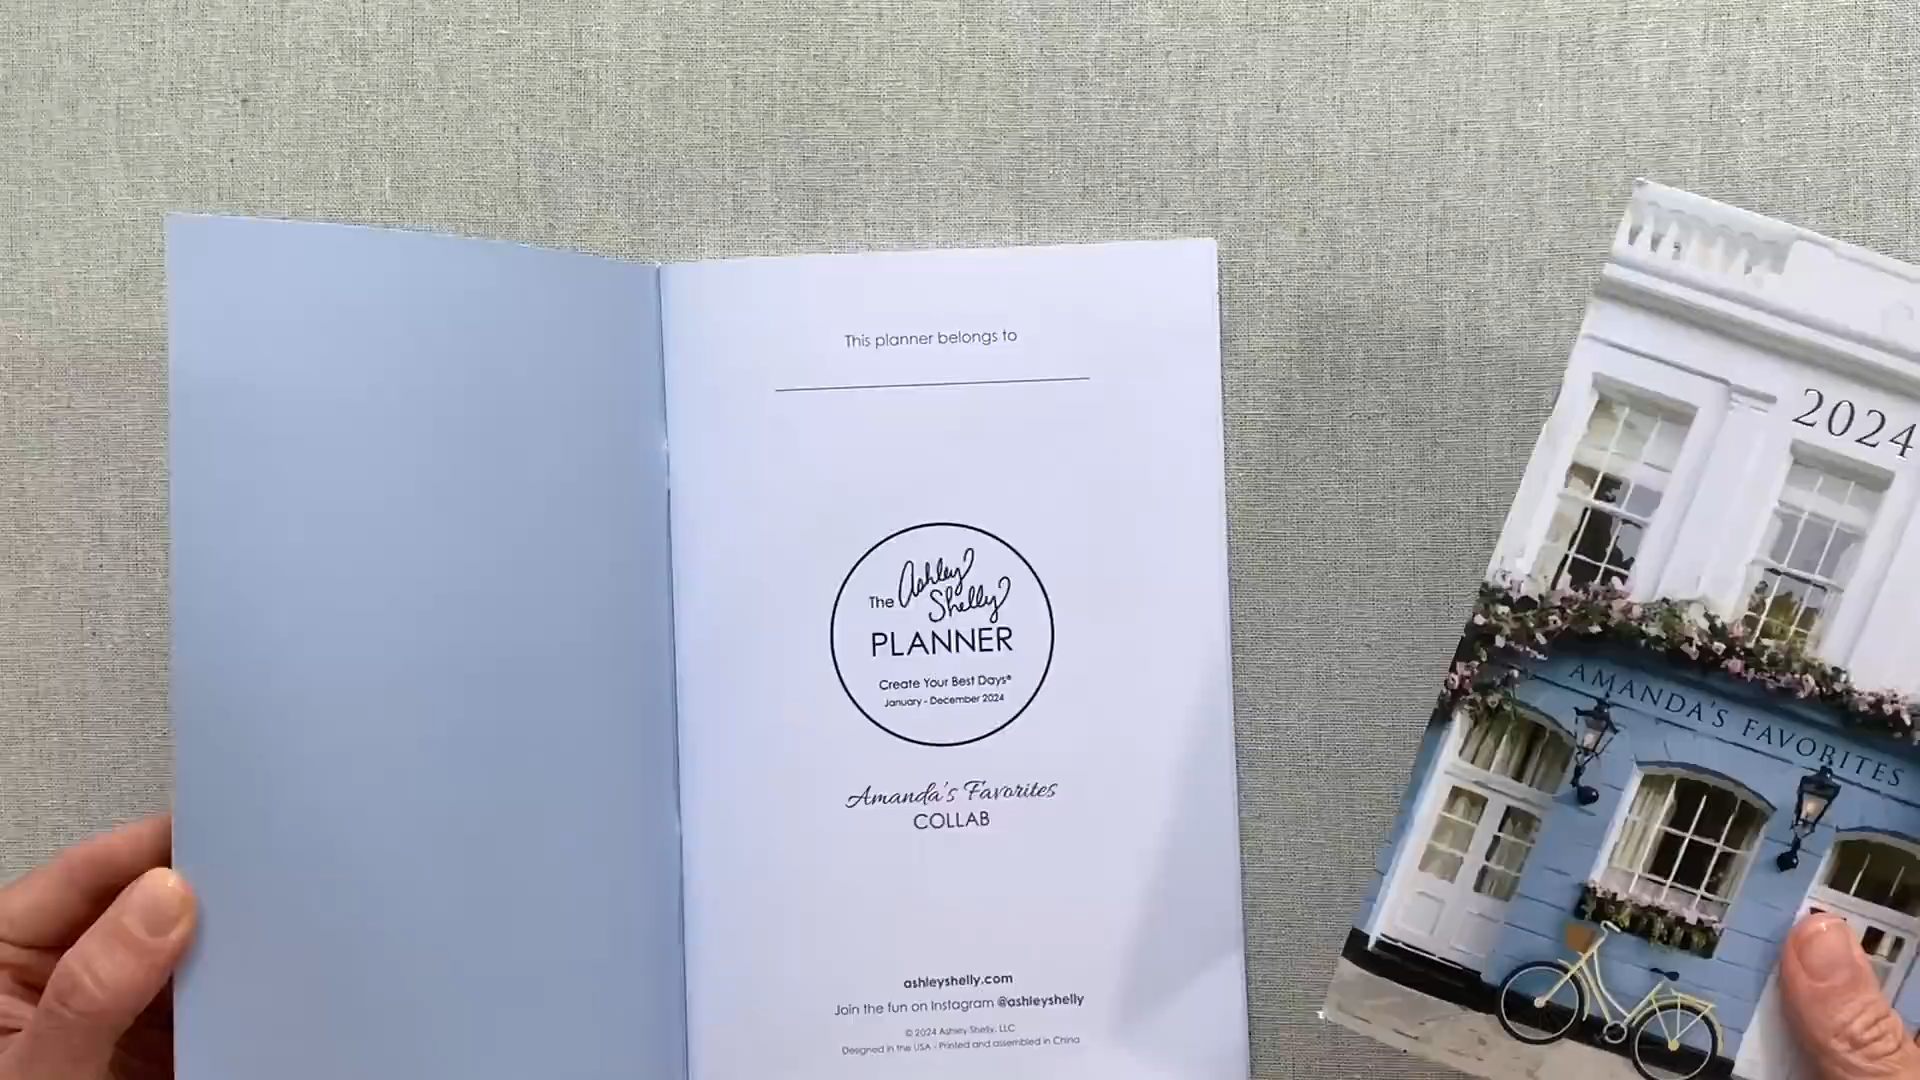 This planner belongs to
The Ashley
Shelly
PLANNER
Create Your Best Days®
January - December 2024
Amanda's Favorites
COLLAB
ashleyshelly.com
Join the fun on Instagram @ashleyshelly
© 2024 Ashley Shelly, LLC
Designed in the USA - Printed and assembled in China
2024
AMANDA'S FAVORITES